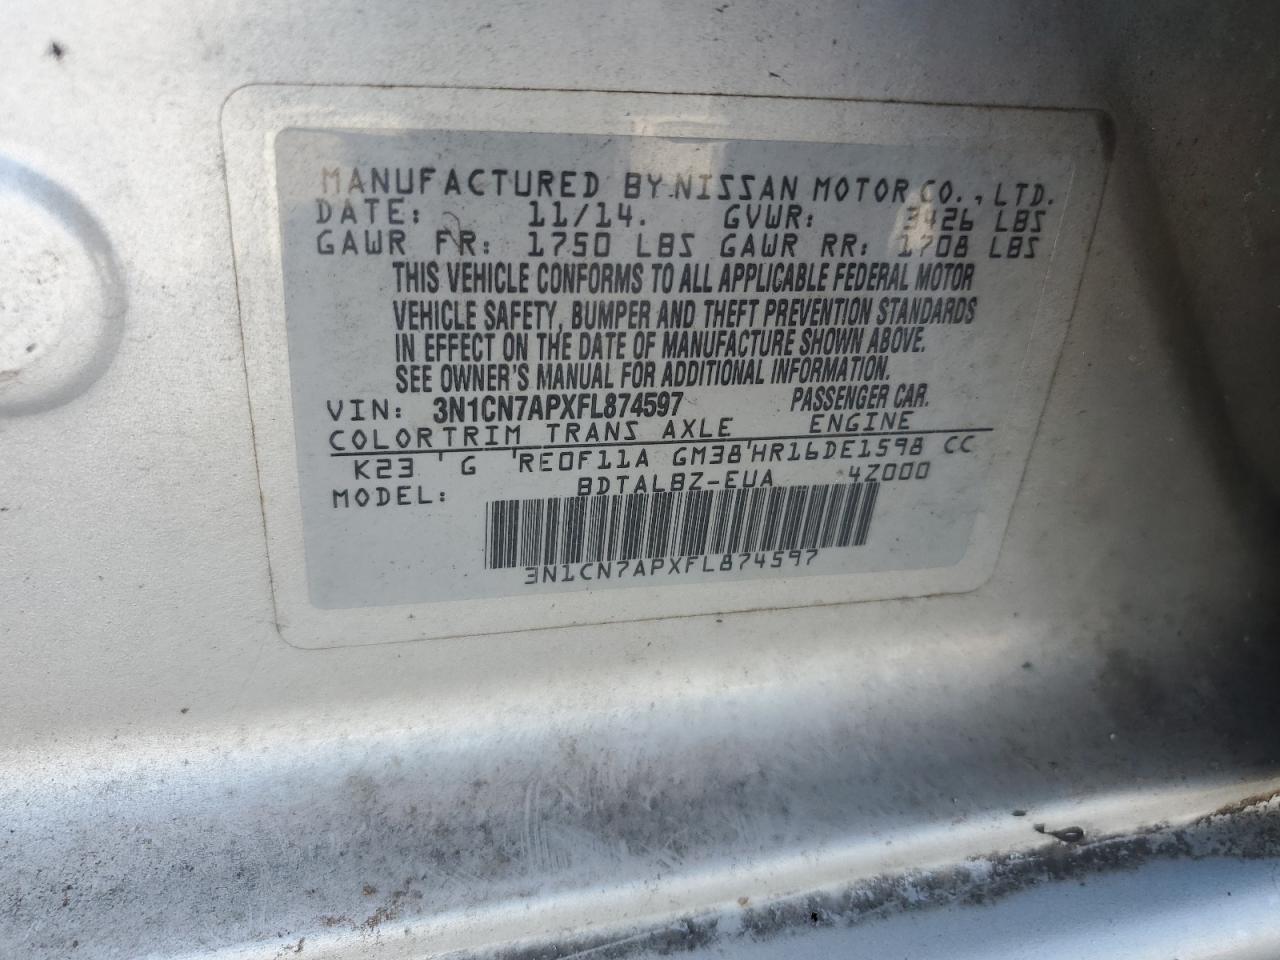 MANUFACTURED BY NISSAN MOTOR CO., LTD.
DATE: 11/14. GVWR: 3426 LBS
GAWR FR: 1750 LBS GAWR RR: 1708 LBS
THIS VEHICLE CONFORMS TO ALL APPLICABLE FEDERAL MOTOR
VEHICLE SAFETY, BUMPER AND THEFT PREVENTION STANDARDS
IN EFFECT ON THE DATE OF MANUFACTURE SHOWN ABOVE.
SEE OWNER'S MANUAL FOR ADDITIONAL INFORMATION.
VIN: 3N1CN7APXFL874597 PASSENGER CAR.
COLOR TRIM TRANS AXLE ENGINE
K23 ' G 'RE0F11A GM38'HR16DE1598 CC
MODEL: BDTALBZ-EUA 4Z000
3N1CN7APXFL874597